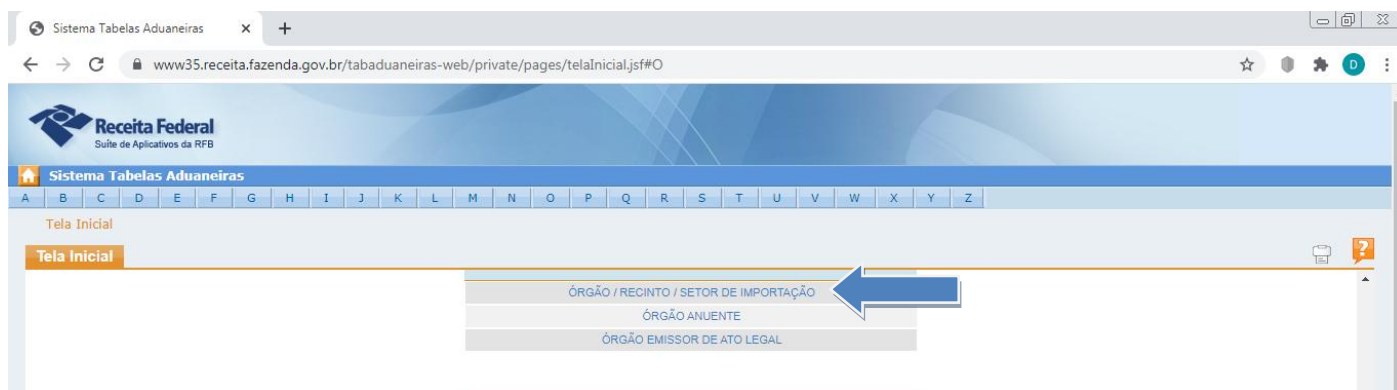 Sistema Tabelas Aduaneiras
www35.receita.fazenda.gov.br/tabaduaneiras-web/private/pages/telaInicial.jsf#O
D
Receita Federal
Suíte de Aplicativos da RFB
Sistema Tabelas Aduaneiras
A B C D E F G H I J K L M N O P Q R S T U V W X Y Z
Tela Inicial
Tela Inicial
?
ÓRGÃO / RECINTO / SETOR DE IMPORTAÇÃO
ÓRGÃO ANUENTE
ÓRGÃO EMISSOR DE ATO LEGAL